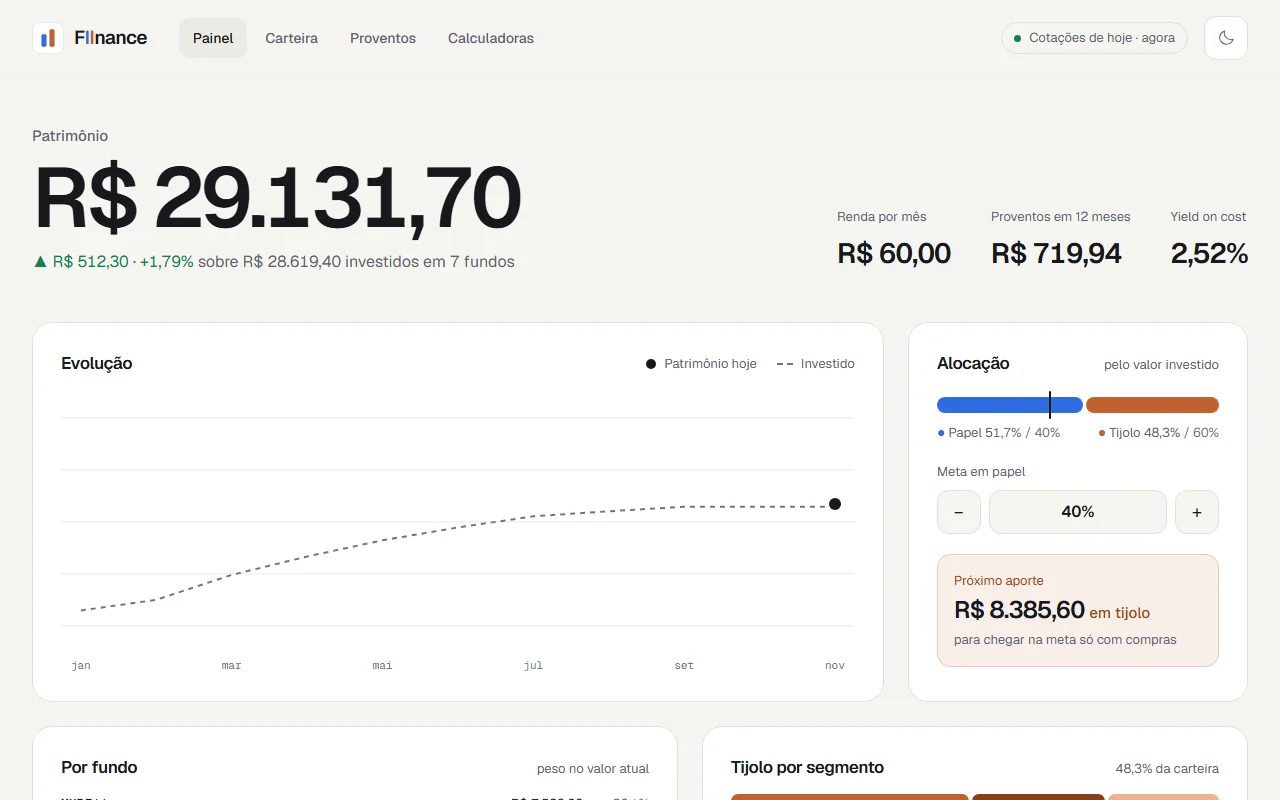 FIInance
Painel
Carteira
Proventos
Calculadoras
Cotações de hoje · agora
Patrimônio
R$ 29.131,70
▲ R$ 512,30 · +1,79% sobre R$ 28.619,40 investidos em 7 fundos
Renda por mês
R$ 60,00
Proventos em 12 meses
R$ 719,94
Yield on cost
2,52%
Evolução
Patrimônio hoje
Investido
jan
mar
mai
jul
set
nov
Alocação
pelo valor investido
Papel 51,7% / 40%
Tijolo 48,3% / 60%
Meta em papel
−
40%
+
Próximo aporte
R$ 8.385,60 em tijolo
para chegar na meta só com compras
Por fundo
peso no valor atual
Tijolo por segmento
48,3% da carteira